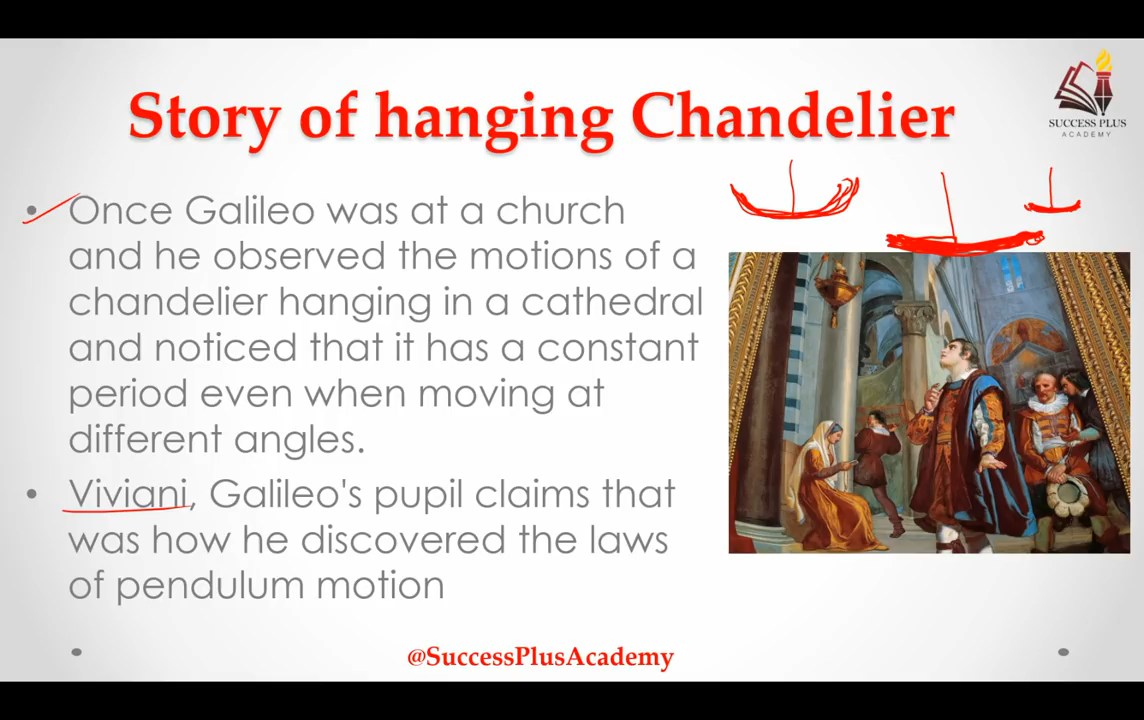 Story of hanging Chandelier
SUCCESS PLUS
ACADEMY
• Once Galileo was at a church
and he observed the motions of a
chandelier hanging in a cathedral
and noticed that it has a constant
period even when moving at
different angles.
• Viviani, Galileo's pupil claims that
was how he discovered the laws
of pendulum motion
@SuccessPlusAcademy